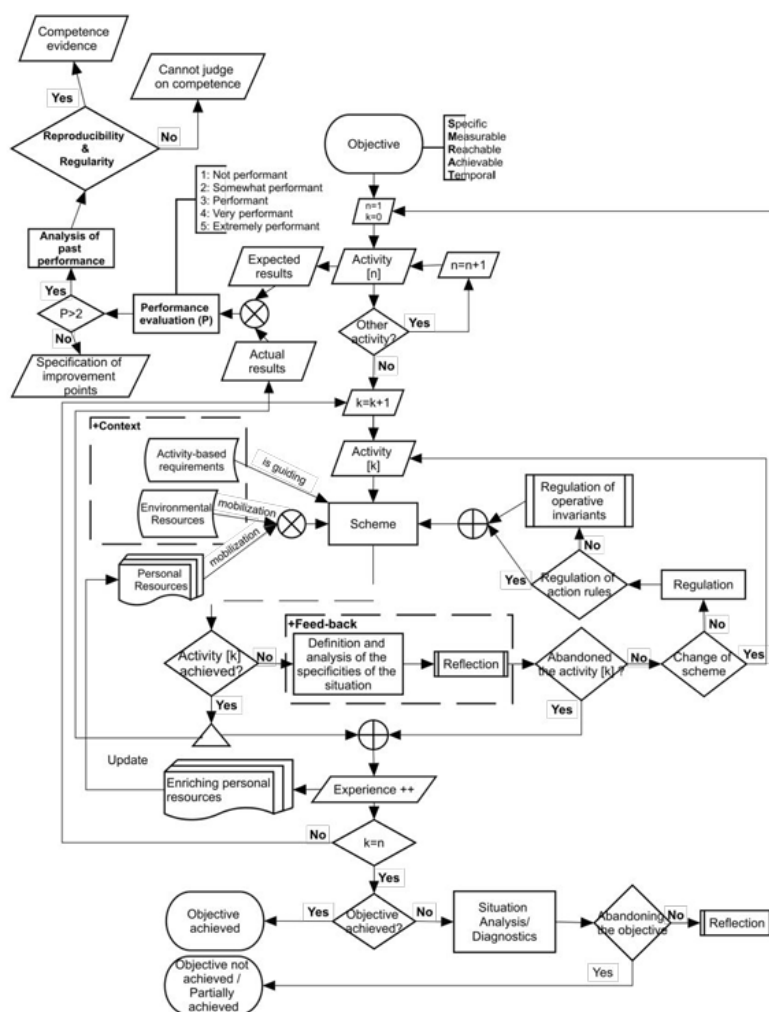 Competence
evidence
Cannot judge
on competence
Yes
No
Reproducibility
&
Regularity
Objective
Specific
Measurable
Reachable
Achievable
Temporal
1: Not performant
2: Somewhat performant
3: Performant
4: Very performant
5: Extremely performant
n=1
k=0
Analysis of
past
performance
Expected
results
Activity
[n]
n=n+1
Yes
P>2
Performance
evaluation (P)
Other
activity?
Yes
No
Specification of
improvement
points
Actual
results
No
k=k+1
+Context
Activity-based
requirements
is guiding
Activity
[k]
Environmental
Resources
mobilization
Scheme
Regulation of
operative
invariants
mobilization
Personal
Resources
No
Yes
Regulation of
action rules
Regulation
No
+Feed-back
Activity [k]
achieved?
No
Definition and
analysis of the
specificities of the
situation
Reflection
Abandoned
the activity [k] ?
No
Change of
scheme
Yes
Yes
Yes
Update
Enriching personal
resources
Experience ++
No
k=n
Yes
Objective
achieved
Yes
Objective
achieved?
No
Situation
Analysis/
Diagnostics
Abandoning
the objective
No
Reflection
Yes
Objective not
achieved /
Partially
achieved